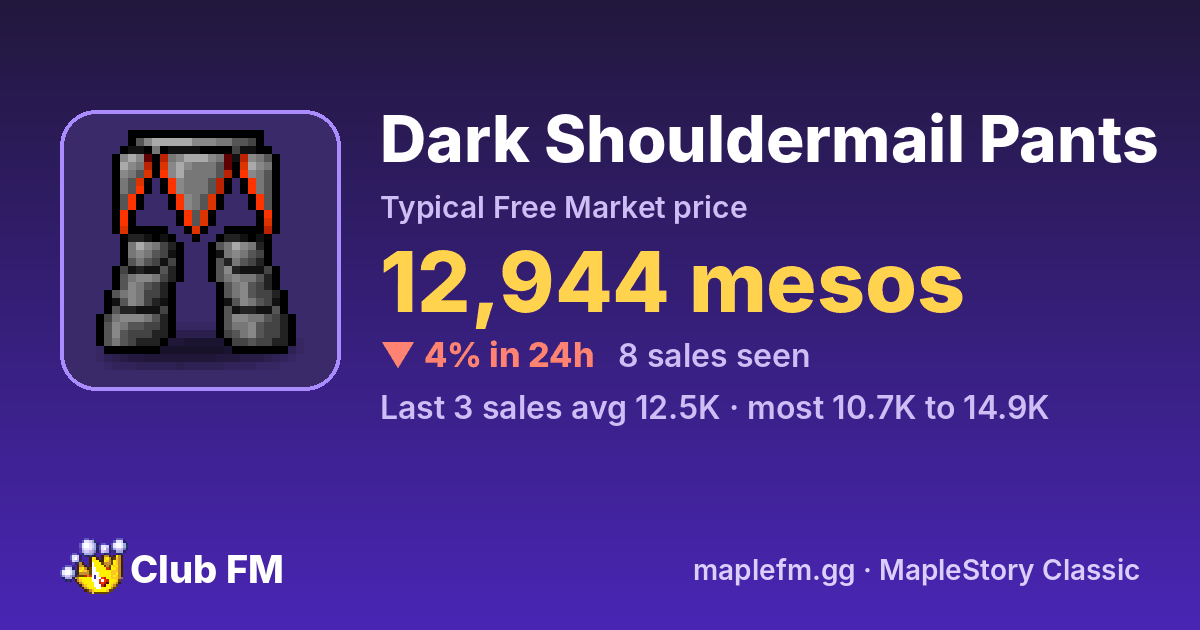 Dark Shouldermail Pants
Typical Free Market price
12,944 mesos
▼ 4% in 24h 8 sales seen
Last 3 sales avg 12.5K · most 10.7K to 14.9K
Club FM
maplefm.gg · MapleStory Classic